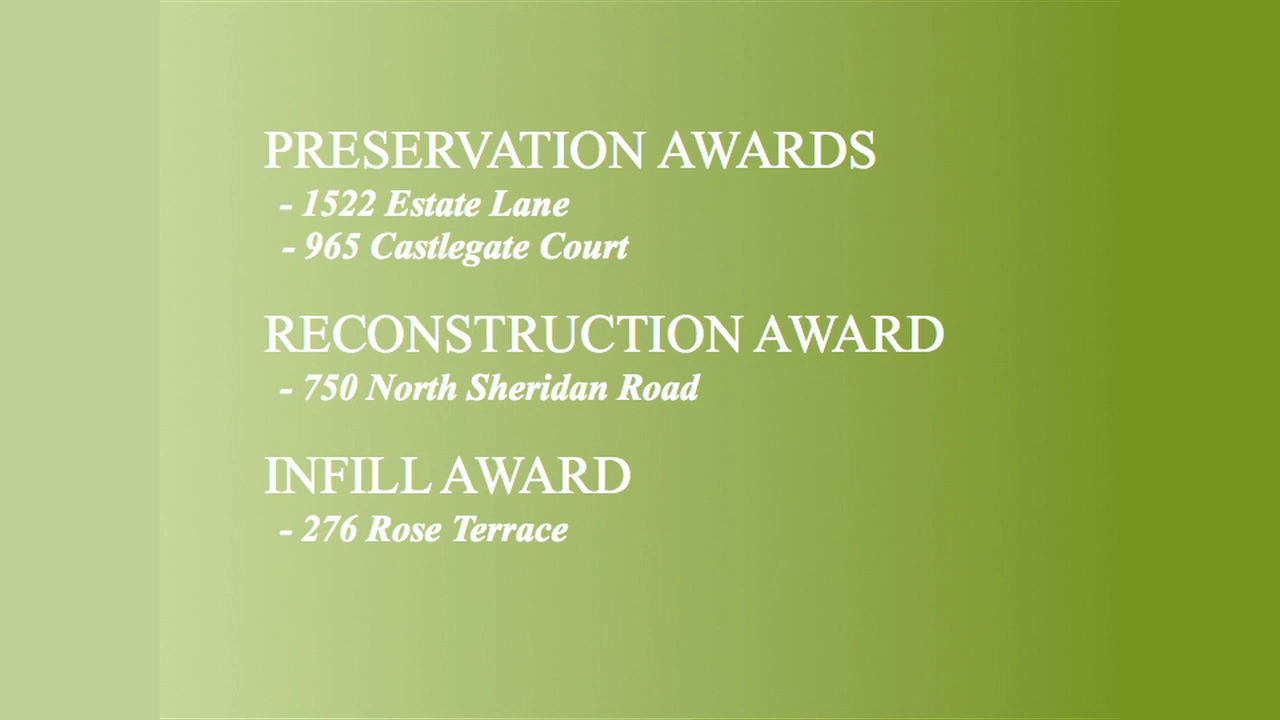 PRESERVATION AWARDS
- 1522 Estate Lane
- 965 Castlegate Court
RECONSTRUCTION AWARD
- 750 North Sheridan Road
INFILL AWARD
- 276 Rose Terrace